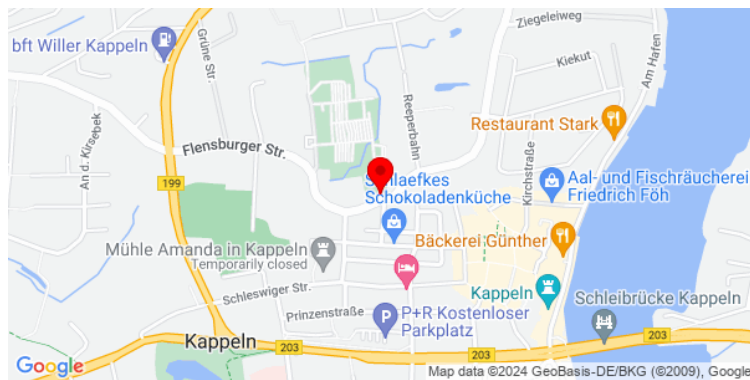 Ziegeleiweg
bft Willer Kappeln
Grüne Str.
Kiekut
Am Hafen
Reeperbahn
Restaurant Stark
An d. Kirsebek
Flensburger Str.
Kirchstraße
199
Aal- und Fischräucherei
Friedrich Föh
Schokoladenküche
Bäckerei Günther
Mühle Amanda in Kappeln
Temporarily closed
Schleswiger Str.
Kappeln
Schleibrücke Kappeln
Prinzenstraße
P+R Kostenloser
Parkplatz
Kappeln
203
203
203
Google
Map data ©2024 GeoBasis-DE/BKG (©2009), Google